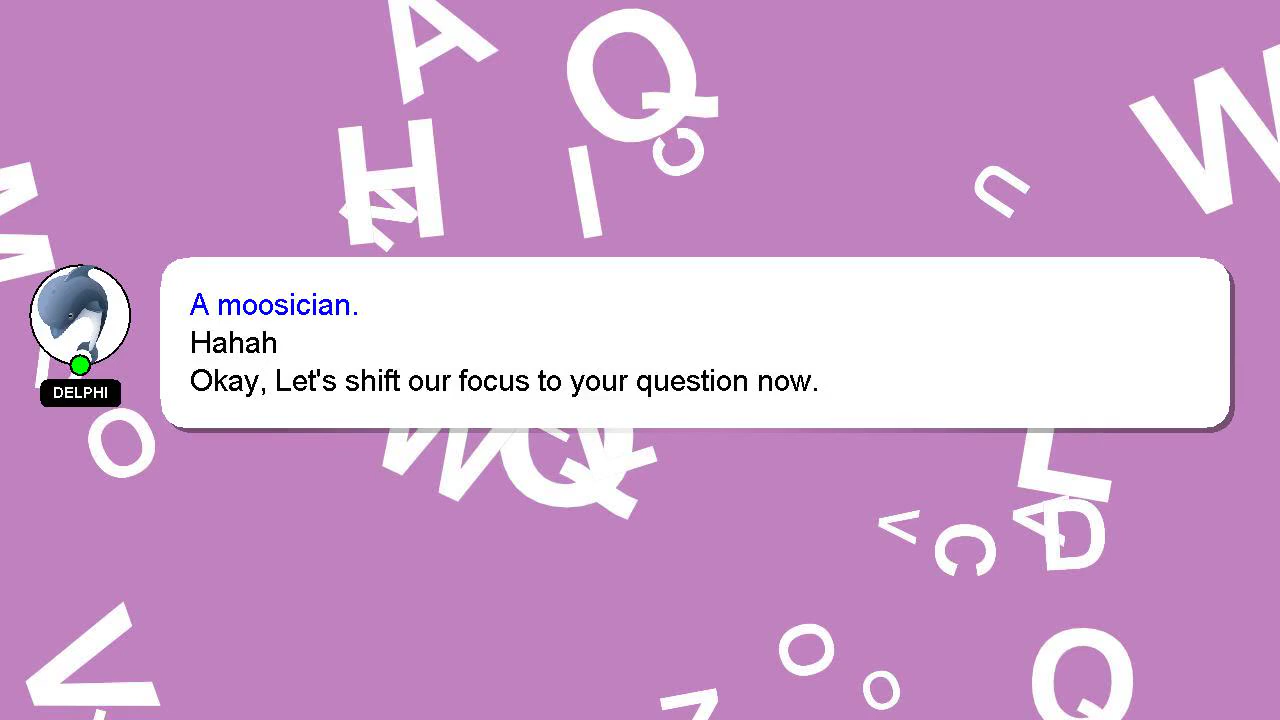 A moosician.
Hahah
Okay, Let's shift our focus to your question now.
DELPHI
A
Q
W
H
C
I
U
M
M
O
W
Q
L
V
C
A
D
V
O
O
Q
Z